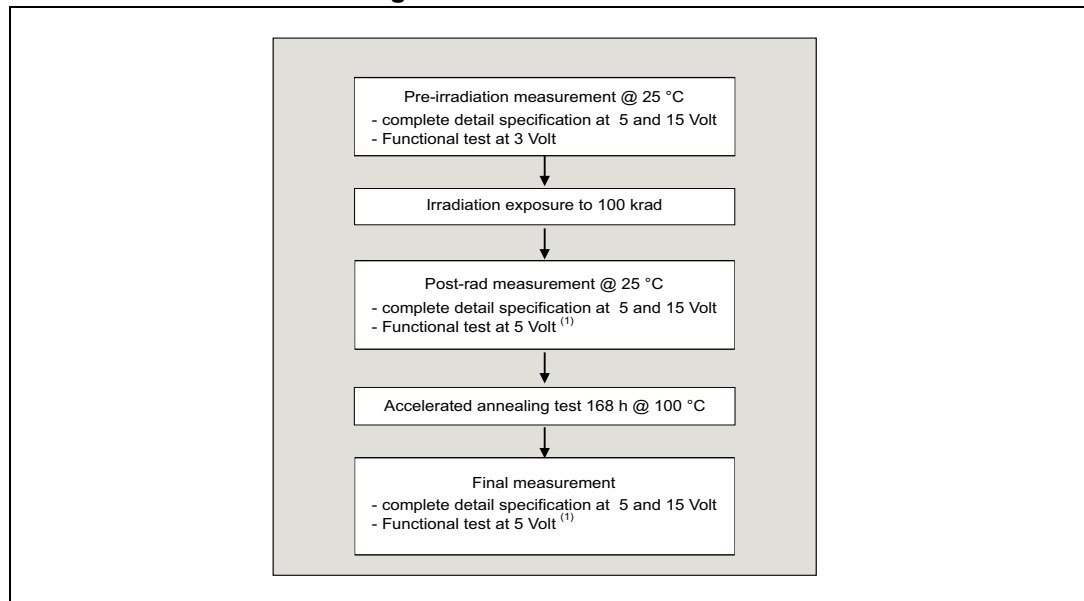 Pre-irradiation measurement @ 25 °C
- complete detail specification at 5 and 15 Volt
- Functional test at 3 Volt
Irradiation exposure to 100 krad
Post-rad measurement @ 25 °C
- complete detail specification at 5 and 15 Volt
- Functional test at 5 Volt (1)
Accelerated annealing test 168 h @ 100 °C
Final measurement
- complete detail specification at 5 and 15 Volt
- Functional test at 5 Volt (1)